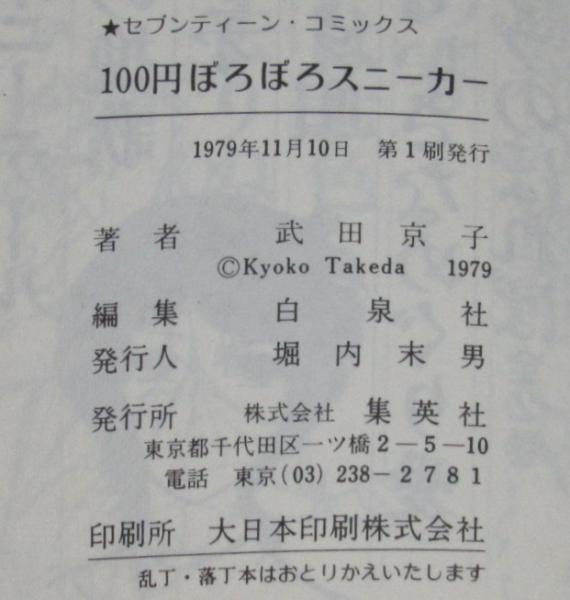 ★セブンティーン・コミックス
100円ぼろぼろスニーカー
1979年11月10日 第1刷発行
著者 武田京子
©Kyoko Takeda 1979
編集 白泉社
発行人 堀内末男
発行所 株式会社 集英社
東京都千代田区一ツ橋2―5―10
電話 東京(03)238―2781
印刷所 大日本印刷株式会社
乱丁・落丁本はおとりかえいたします